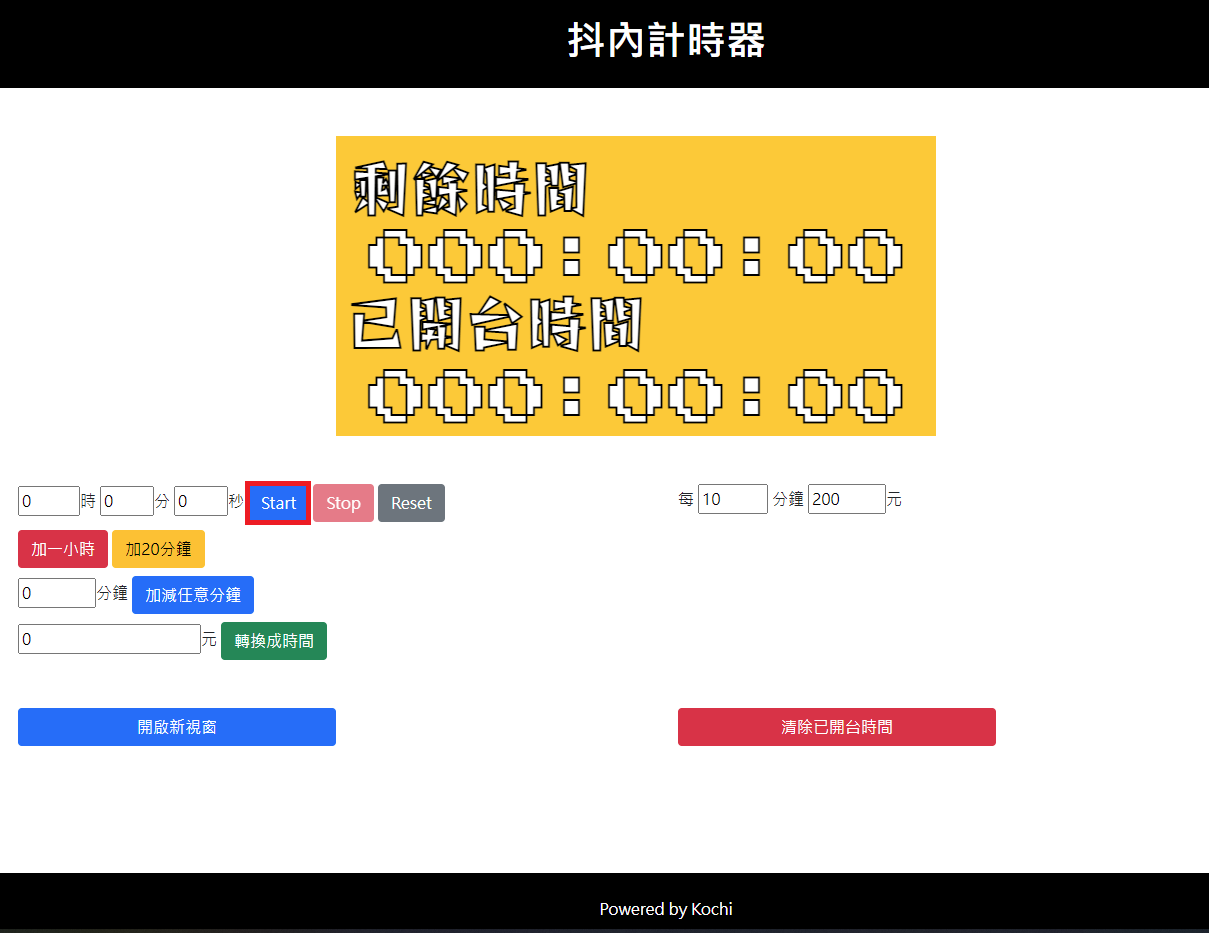 抖內計時器
剩餘時間
000:00:00
已開台時間
000:00:00
0 時 0 分 0 秒 Start Stop Reset
每 10 分鐘 200 元
加一小時 加20分鐘
0 分鐘 加減任意分鐘
0 元 轉換成時間
開啟新視窗
清除已開台時間
Powered by Kochi